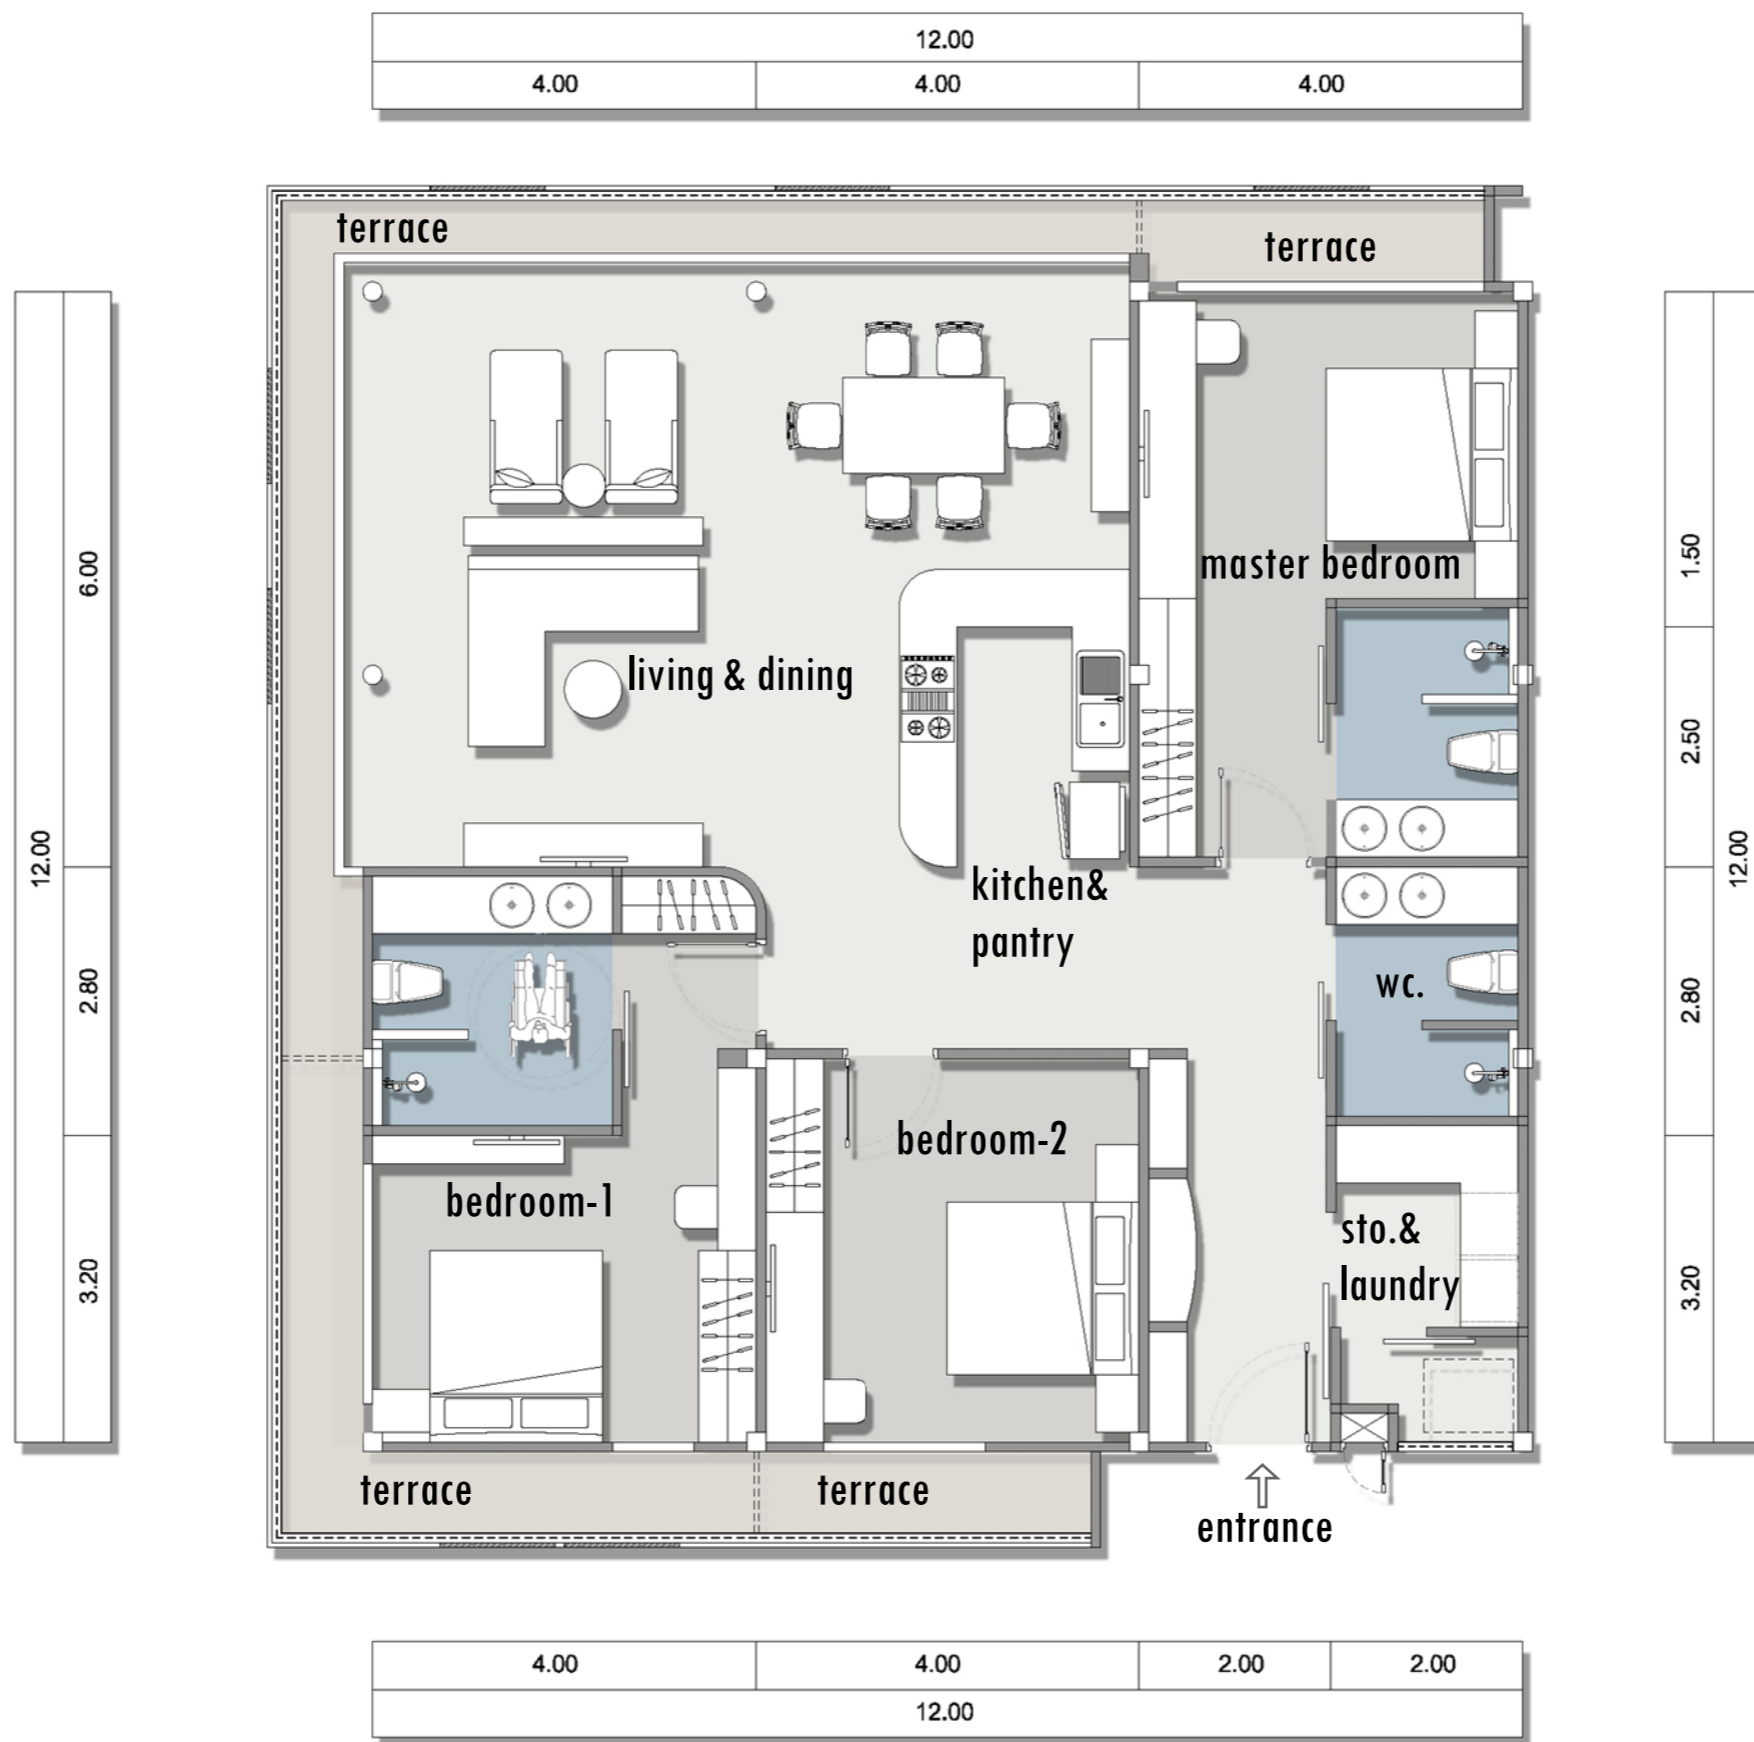 12.00
4.00 4.00 4.00
terrace
terrace
12.00
6.00
2.80
3.20
1.50
2.50
2.80
3.20
12.00
master bedroom
living & dining
kitchen&
pantry
wc.
bedroom-2
bedroom-1
sto.&
laundry
terrace
terrace
entrance
4.00 4.00 2.00 2.00
12.00